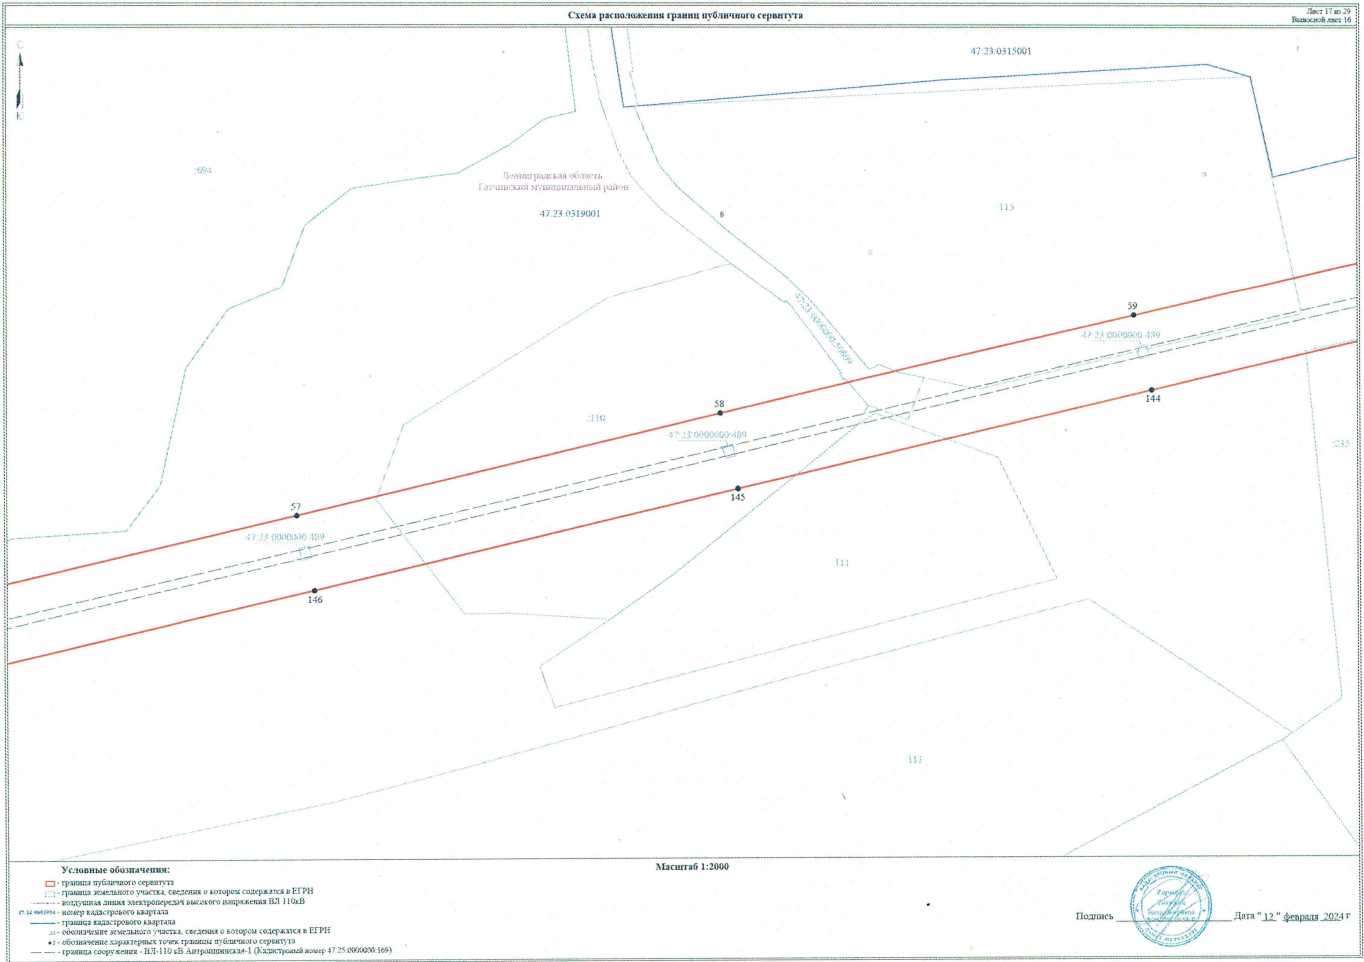 Схема расположения границ публичного сервитута
Лист 17 из 29
Выносной лист 16
С
Ю
47:23:0315001
:694
Ленинградская область
Гатчинский муниципальный район
47:23:0319001
:113
59
47:23:0000000:489
58
:110
47:23:0000000:489
144
:235
57
145
47:23:0000000:489
:111
146
Масштаб 1:2000
Условные обозначения:
- граница публичного сервитута
- граница земельного участка, сведения о котором содержатся в ЕГРН
- воздушная линия электропередач высокого напряжения ВЛ 110кВ
- номер кадастрового квартала
- граница кадастрового квартала
- обозначение земельного участка, сведения о котором содержатся в ЕГРН
- обозначение характерных точек границы публичного сервитута
- граница сооружения - ВЛ-110 кВ Антропшинская-1 (Кадастровый номер 47:25:0000000:169)
Подпись
Дата " 12 " февраля 2024 г